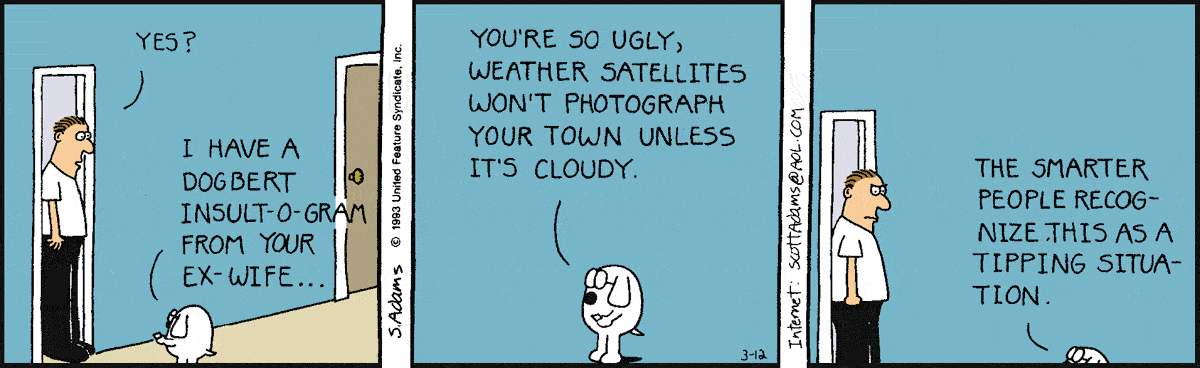 YES?
I HAVE A
DOGBERT
INSULT-O-GRAM
FROM YOUR
EX-WIFE...
S.Adams © 1993 United Feature Syndicate, Inc.
YOU'RE SO UGLY,
WEATHER SATELLITES
WON'T PHOTOGRAPH
YOUR TOWN UNLESS
IT'S CLOUDY.
3-12
Internet: SCOTTADAMS@AOL.COM
THE SMARTER
PEOPLE RECOG-
NIZE THIS AS A
TIPPING SITUA-
TION.